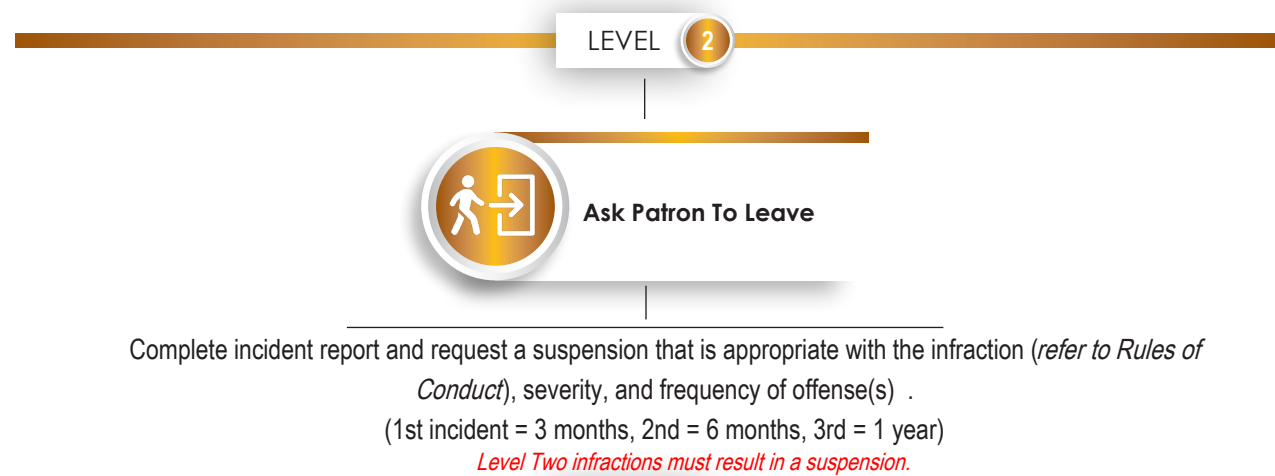 LEVEL 2
Ask Patron To Leave
Complete incident report and request a suspension that is appropriate with the infraction (refer to Rules of
Conduct), severity, and frequency of offense(s) .
(1st incident = 3 months, 2nd = 6 months, 3rd = 1 year)
Level Two infractions must result in a suspension.